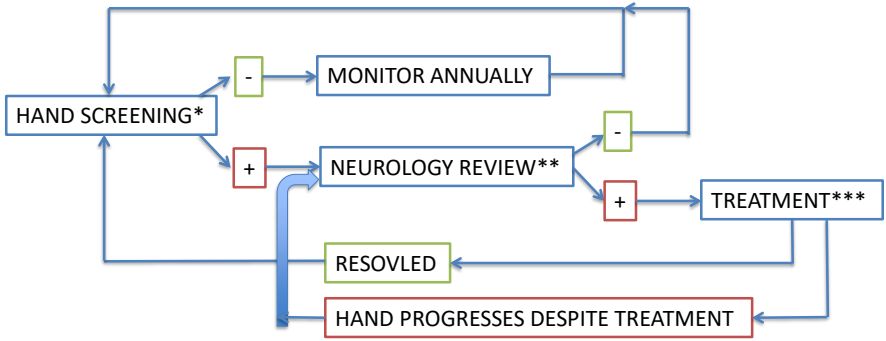 -
MONITOR ANNUALLY
HAND SCREENING*
-
+
NEUROLOGY REVIEW**
+
TREATMENT***
RESOVLED
HAND PROGRESSES DESPITE TREATMENT